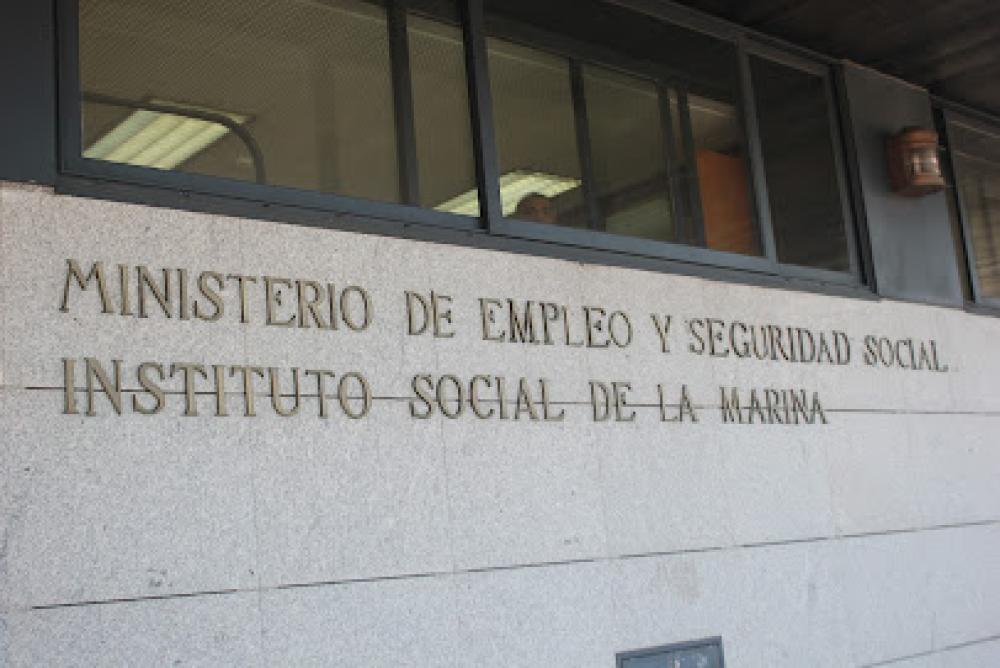 MINISTERIO DE EMPLEO Y SEGURIDAD SOCIAL
INSTITUTO SOCIAL DE LA MARINA